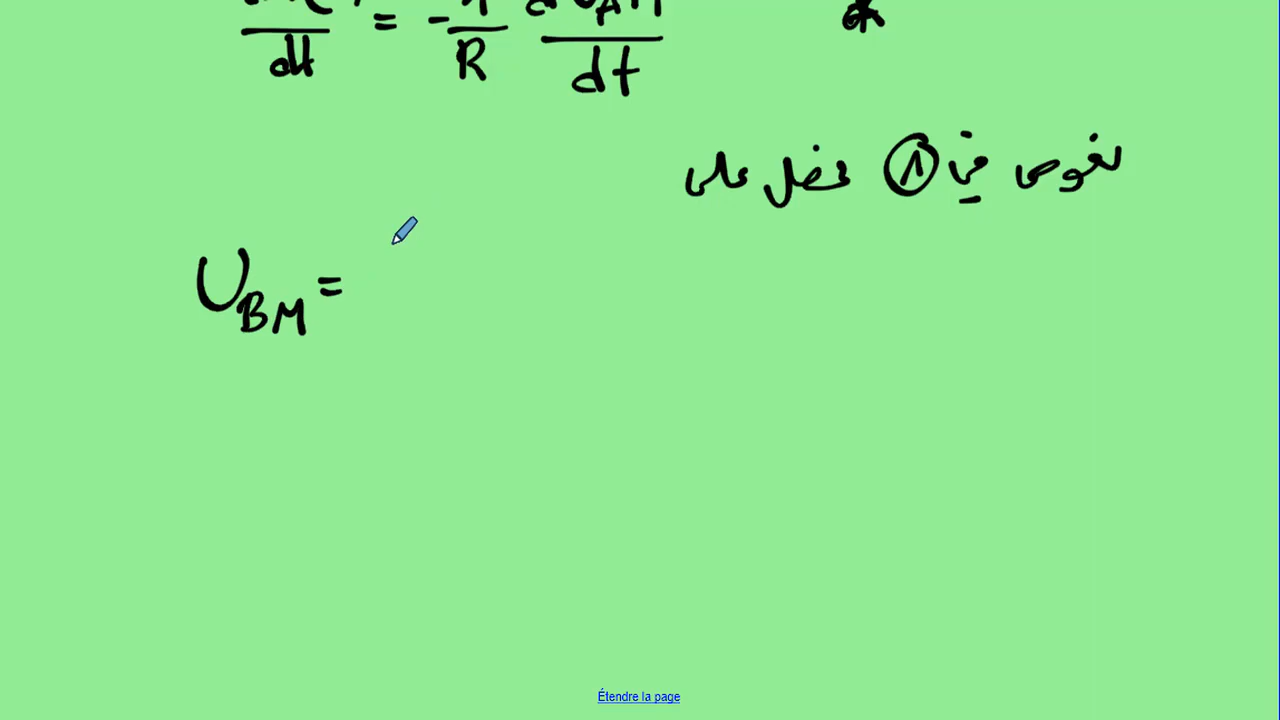 dt = - R dt
نعوض في ① نحصل على
U_BM =
Étendre la page